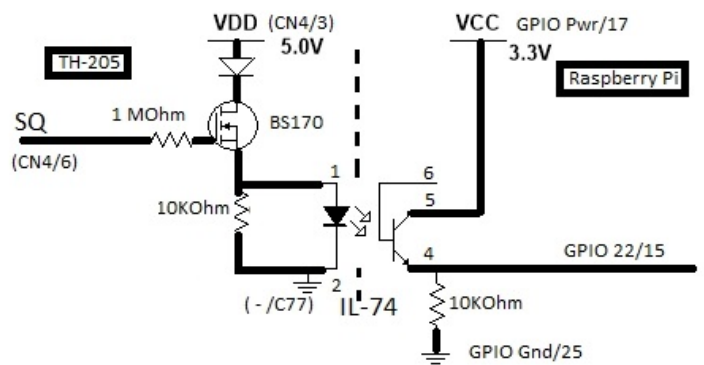 VDD (CN4/3)
5.0V
VCC GPIO Pwr/17
3.3V
TH-205
Raspberry Pi
1 MOhm
BS170
SQ
(CN4/6)
1
6
10KOhm
5
4
GPIO 22/15
2
( - /C77)
IL-74
10KOhm
GPIO Gnd/25